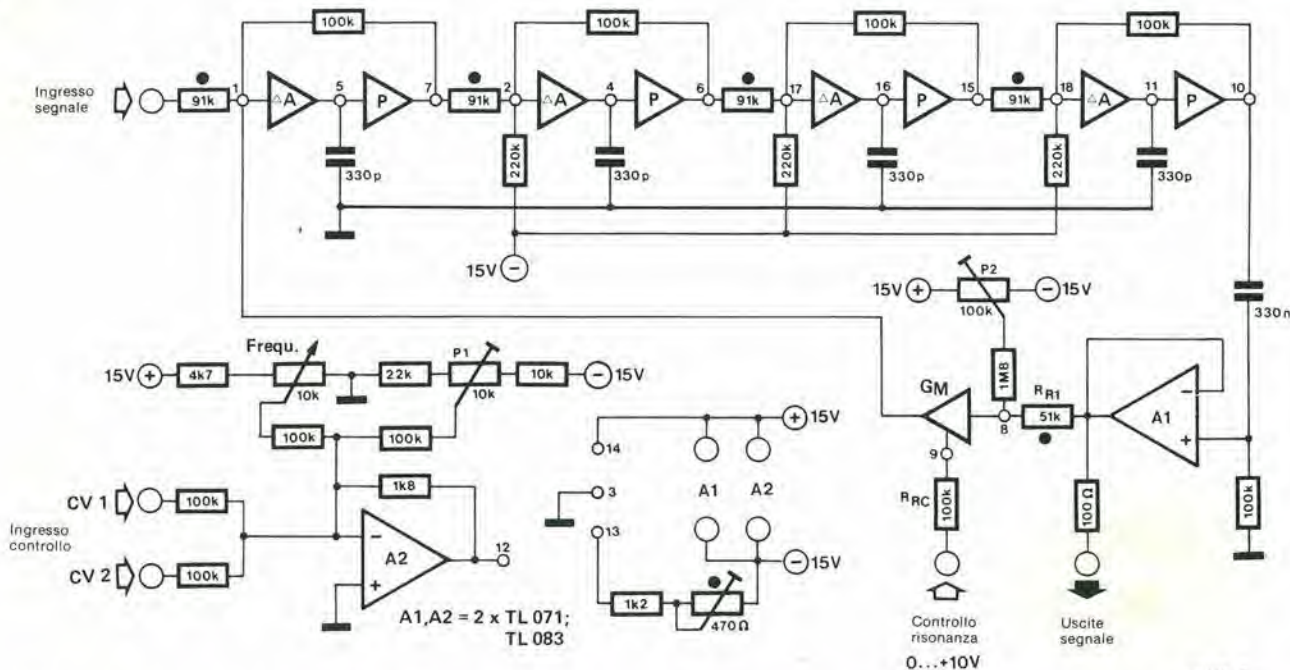 100k
100k
100k
100k
Ingresso
segnale
91k
1
△A
5
P
7
91k
2
△A
4
P
6
91k
17
△A
16
P
15
91k
18
△A
11
P
10
330p
220k
330p
220k
330p
220k
330p
15V
−
15V
+
P2
100k
−
15V
330n
Frequ.
15V
+
4k7
10k
22k
P1
10k
10k
−
15V
100k
100k
1M8
GM
8
RR1
51k
−
A1
+
9
CV 1
100k
1k8
Ingresso
controllo
−
A2
+
12
CV 2
100k
14
3
13
A1
A2
+
15V
−
15V
RRC
100k
100Ω
100k
1k2
470Ω
A1,A2 = 2 x TL 071;
TL 083
Controllo
risonanza
0...+10V
Uscite
segnale